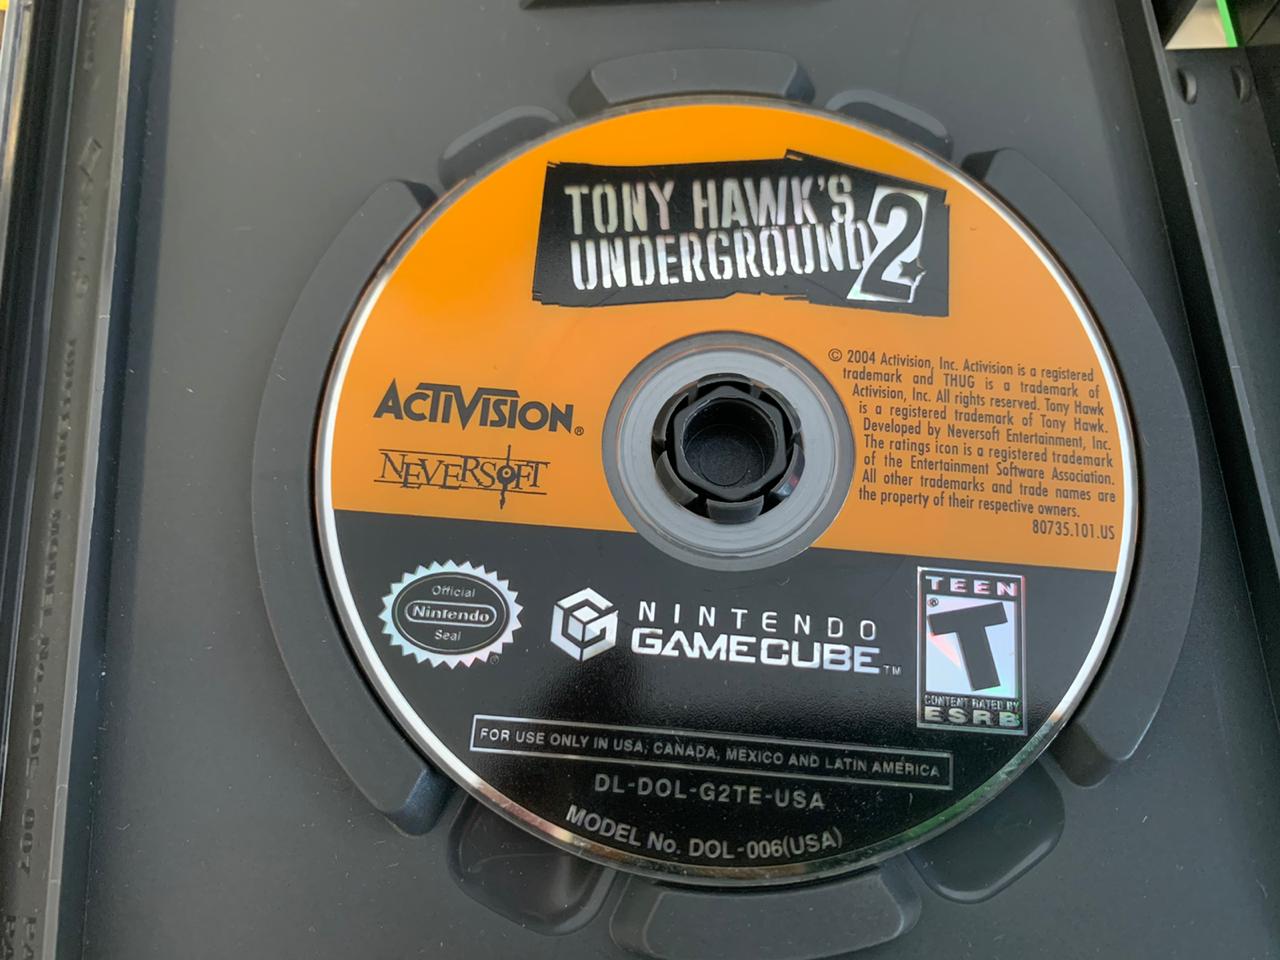 TONY HAWK'S
UNDERGROUND 2
ACTIVISION®
NEVERSOFT
© 2004 Activision, Inc. Activision is a registered
trademark and THUG is a trademark of
Activision, Inc. All rights reserved. Tony Hawk
is a registered trademark of Tony Hawk.
Developed by Neversoft Entertainment, Inc.
The ratings icon is a registered trademark
of the Entertainment Software Association.
All other trademarks and trade names are
the property of their respective owners.
80735.101.US
Official
Nintendo
Seal
®
NINTENDO
GAMECUBE™
TEEN
®
T
CONTENT RATED BY
ESRB
FOR USE ONLY IN USA, CANADA, MEXICO AND LATIN AMERICA
DL-DOL-G2TE-USA
MODEL No. DOL-006(USA)